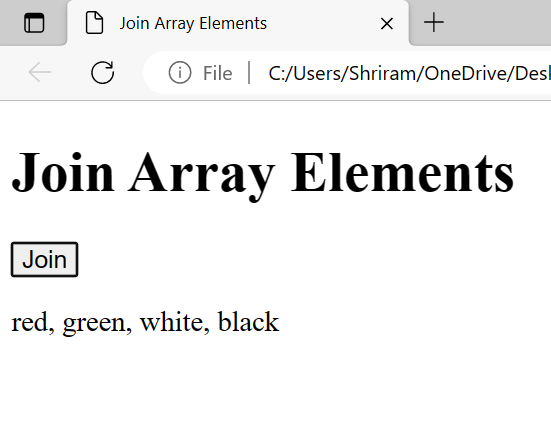 Join Array Elements
File | C:/Users/Shriram/OneDrive/Desl
Join Array Elements
Join
red, green, white, black